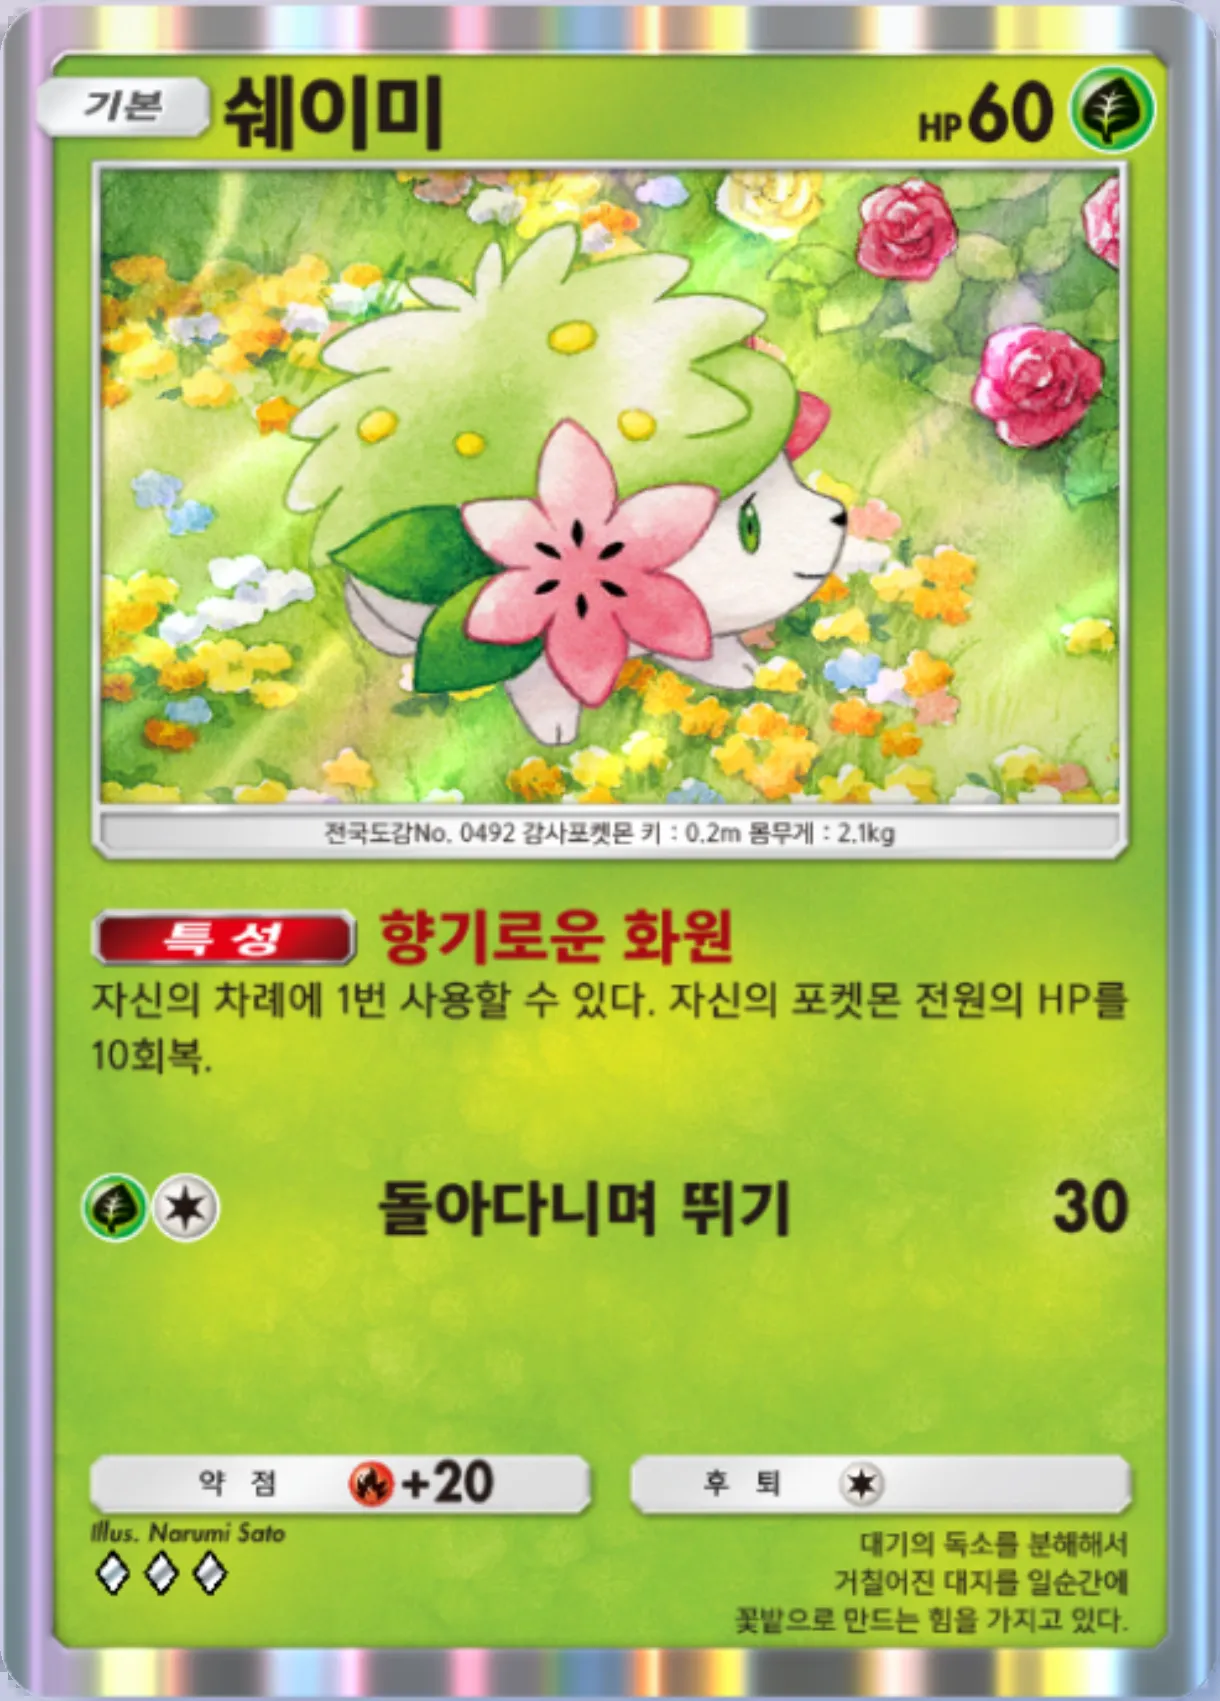 기본 쉐이미 HP 60
전국도감No. 0492 감사포켓몬 키 : 0.2m 몸무게 : 2.1kg
특성 향기로운 화원
자신의 차례에 1번 사용할 수 있다. 자신의 포켓몬 전원의 HP를
10회복.
돌아다니며 뛰기 30
약점 +20 후퇴
Illus. Narumi Sato
대기의 독소를 분해해서
거칠어진 대지를 일순간에
꽃밭으로 만드는 힘을 가지고 있다.